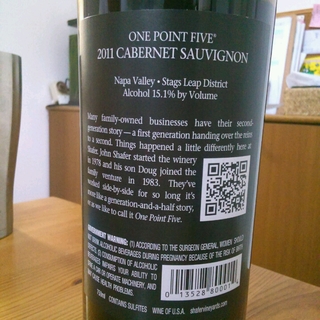 ONE POINT FIVE®
2011 CABERNET SAUVIGNON
Napa Valley • Stags Leap District
Alcohol 15.1% by Volume
Many family-owned businesses have their second-
generation story — a first generation handing over the reins
to a second. Things happened a little differently here at
Shafer. John Shafer started the winery
in 1978 and his son Doug joined the
family venture in 1983. They've
worked side-by-side for so long it's
more like a generation-and-a-half story,
or as we like to call it One Point Five.
GOVERNMENT WARNING: (1) ACCORDING TO THE SURGEON GENERAL, WOMEN SHOULD
NOT DRINK ALCOHOLIC BEVERAGES DURING PREGNANCY BECAUSE OF THE RISK OF BIRTH
DEFECTS. (2) CONSUMPTION OF ALCOHOLIC
BEVERAGES IMPAIRS YOUR ABILITY TO
DRIVE A CAR OR OPERATE MACHINERY, AND
MAY CAUSE HEALTH PROBLEMS.
750ml CONTAINS SULFITES WINE OF U.S.A. shafervineyards.com